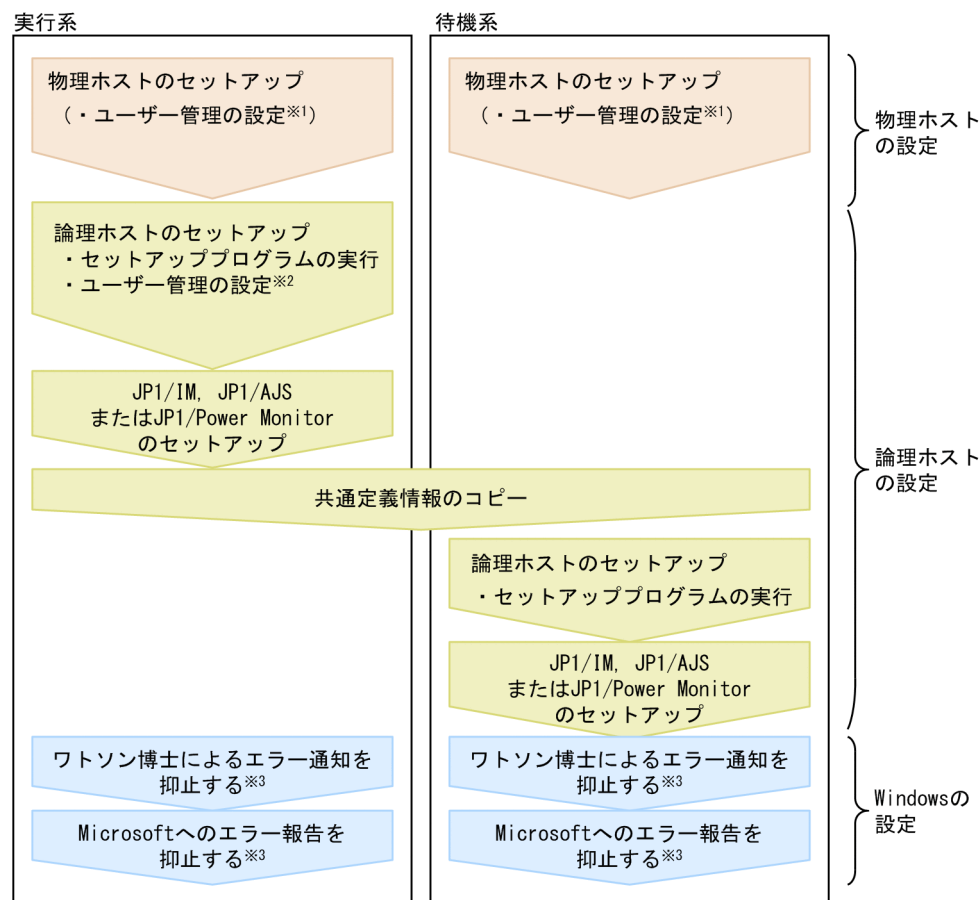 実行系
待機系
物理ホストのセットアップ
（・ユーザー管理の設定※1）
物理ホストのセットアップ
（・ユーザー管理の設定※1）
物理ホスト
の設定
論理ホストのセットアップ
・セットアッププログラムの実行
・ユーザー管理の設定※2
JP1/IM, JP1/AJS
またはJP1/Power Monitor
のセットアップ
共通定義情報のコピー
論理ホストのセットアップ
・セットアッププログラムの実行
JP1/IM, JP1/AJS
またはJP1/Power Monitor
のセットアップ
論理ホスト
の設定
ワトソン博士によるエラー通知を
抑止する※3
ワトソン博士によるエラー通知を
抑止する※3
Microsoftへのエラー報告を
抑止する※3
Microsoftへのエラー報告を
抑止する※3
Windowsの
設定